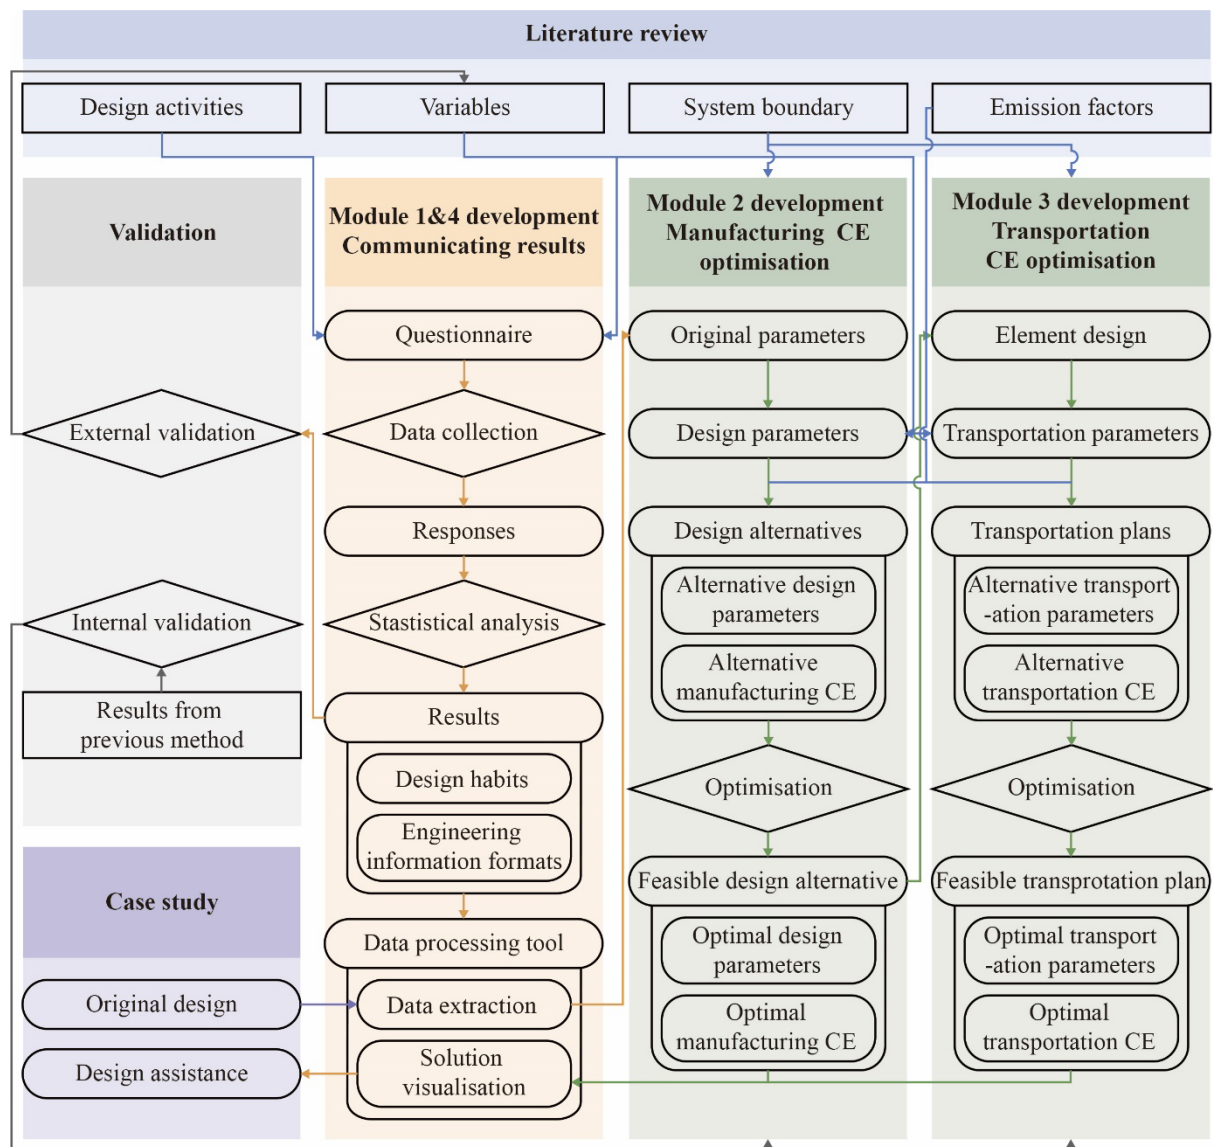 Literature review
Design activities
Variables
System boundary
Emission factors
Validation
Module 1&4 development
Communicating results
Module 2 development
Manufacturing CE
optimisation
Module 3 development
Transportation
CE optimisation
Questionnaire
Original parameters
Element design
External validation
Data collection
Design parameters
Transportation parameters
Responses
Design alternatives
Transportation plans
Alternative design
parameters
Alternative transport
-ation parameters
Internal validation
Stastistical analysis
Alternative
manufacturing CE
Alternative
transportation CE
Results from
previous method
Results
Design habits
Optimisation
Optimisation
Engineering
information formats
Feasible design alternative
Feasible transprotation plan
Case study
Data processing tool
Optimal design
parameters
Optimal transport
-ation parameters
Original design
Data extraction
Optimal
manufacturing CE
Optimal
transportation CE
Design assistance
Solution
visualisation